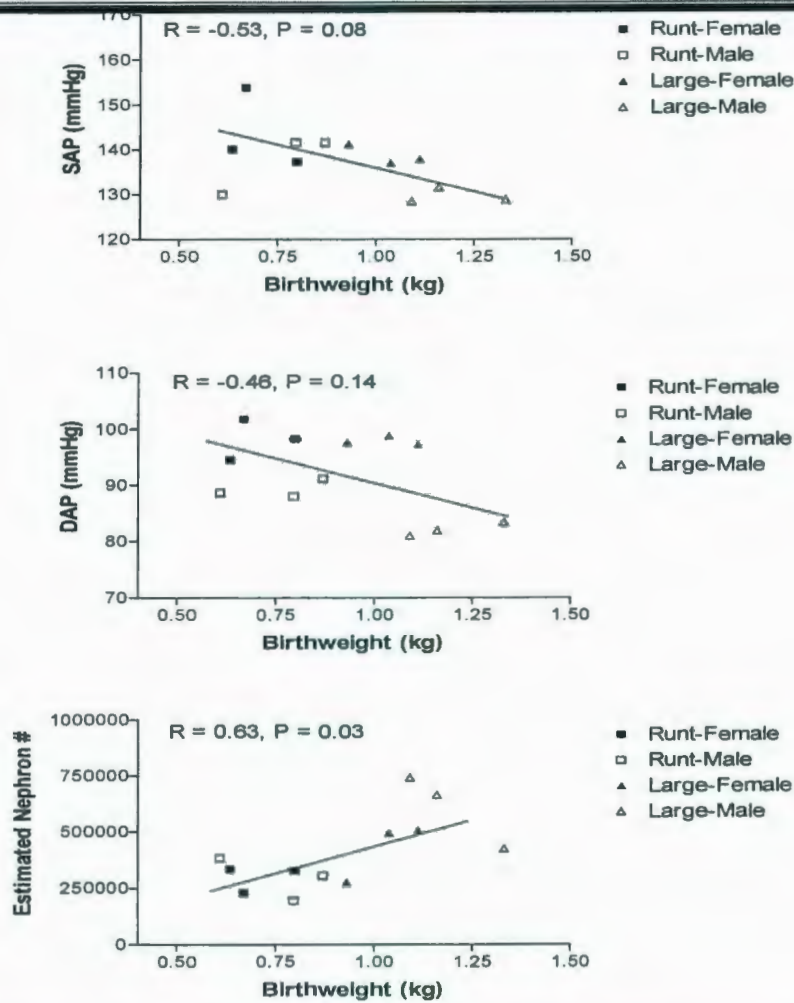 170
R = -0.53, P = 0.08
160
150
140
130
120
SAP (mmHg)
0.50 0.75 1.00 1.25 1.50
Birthweight (kg)
Runt-Female
Runt-Male
Large-Female
Large-Male
110
R = -0.46, P = 0.14
100
90
80
70
DAP (mmHg)
0.50 0.75 1.00 1.25 1.50
Birthweight (kg)
Runt-Female
Runt-Male
Large-Female
Large-Male
1000000
R = 0.63, P = 0.03
750000
500000
250000
0
Estimated Nephron #
0.50 0.75 1.00 1.25 1.50
Birthweight (kg)
Runt-Female
Runt-Male
Large-Female
Large-Male